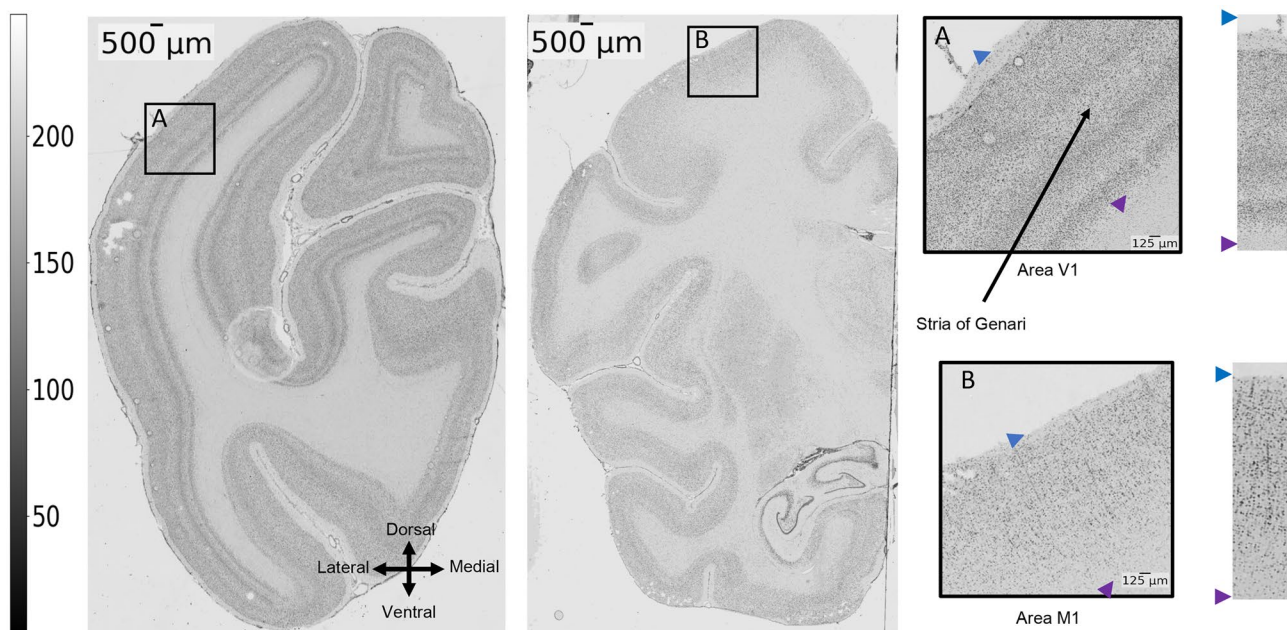 500 μm
500 μm
A
B
200
150
100
50
Dorsal
Lateral
Medial
Ventral
A
125 μm
Area V1
Stria of Genari
B
125 μm
Area M1